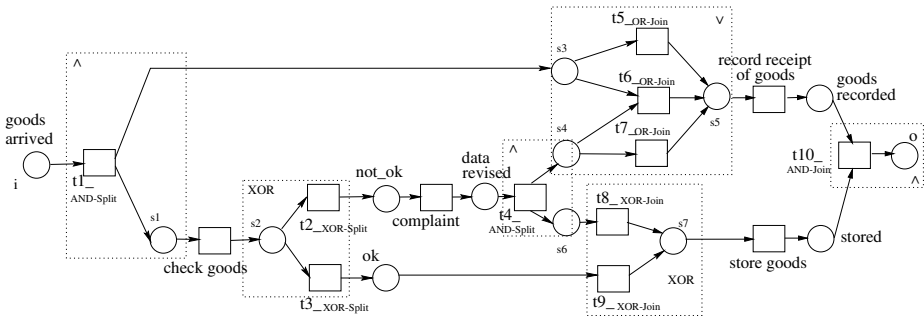 t5_OR-Join
v
^
s3
record receipt
of goods
goods
recorded
t6_OR-Join
goods
arrived
s4
t7_OR-Join
s5
o
^
data
revised
t10_
AND-Join
^
i
t1_
AND-Split
XOR
not_ok
t8_XOR-Join
s1
t2_XOR-Split
complaint
t4_
AND-Split
s6
s2
s7
ok
stored
check goods
store goods
t3_XOR-Split
t9_XOR-Join
XOR